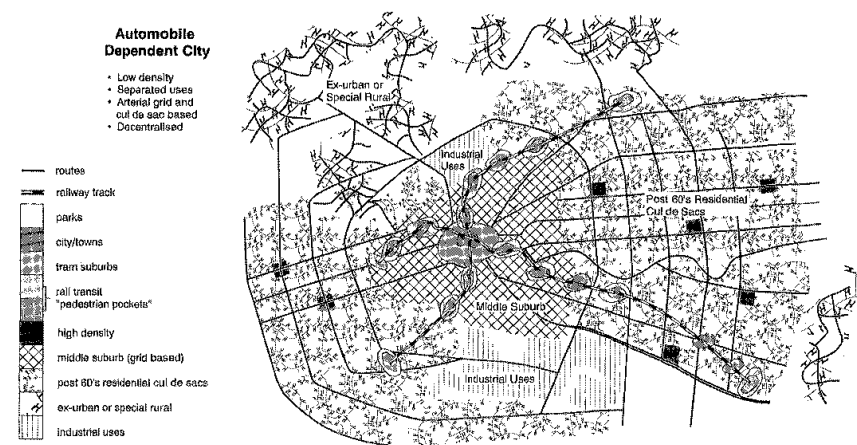 Automobile
Dependent City
• Low density
• Separated uses
• Arterial grid and
cul de sac based
• Decentralised
routes
railway track
parks
city/towns
tram suburbs
rail transit
"pedestrian pockets"
high density
middle suburb (grid based)
post 60's residential cul de sacs
ex-urban or special rural
industrial uses
Ex-urban or
Special Rural
Industrial
Uses
Post 60's Residential
Cul de Sacs
Middle Suburb
Industrial Uses